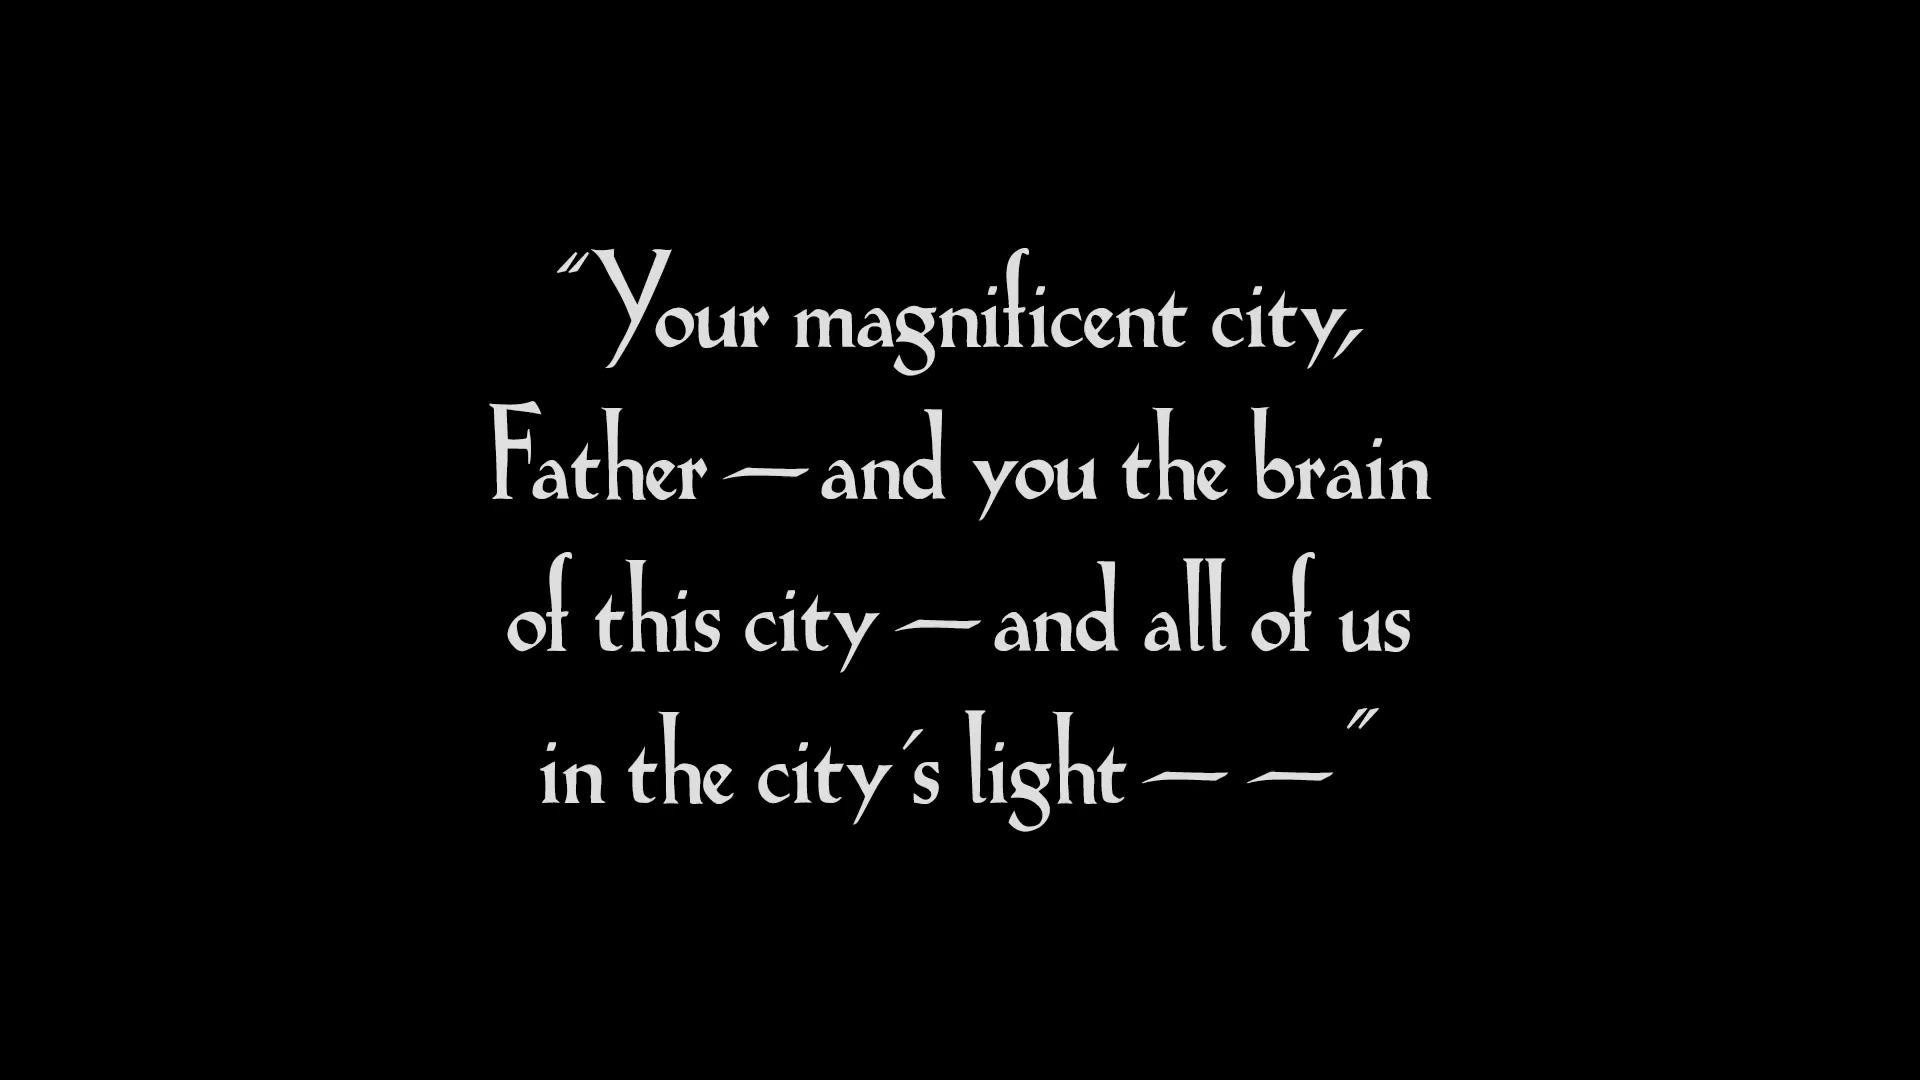 “Your magnificent city,
Father — and you the brain
of this city — and all of us
in the city's light — — ”